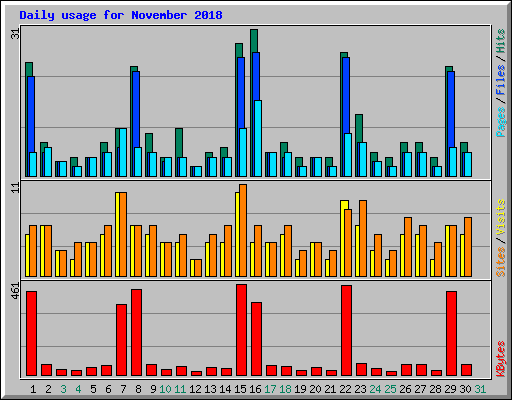 Daily usage for November 2018
31
Pages / Files / Hits
11
Sites / Visits
461
KBytes
1 2 3 4 5 6 7 8 9 10 11 12 13 14 15 16 17 18 19 20 21 22 23 24 25 26 27 28 29 30 31